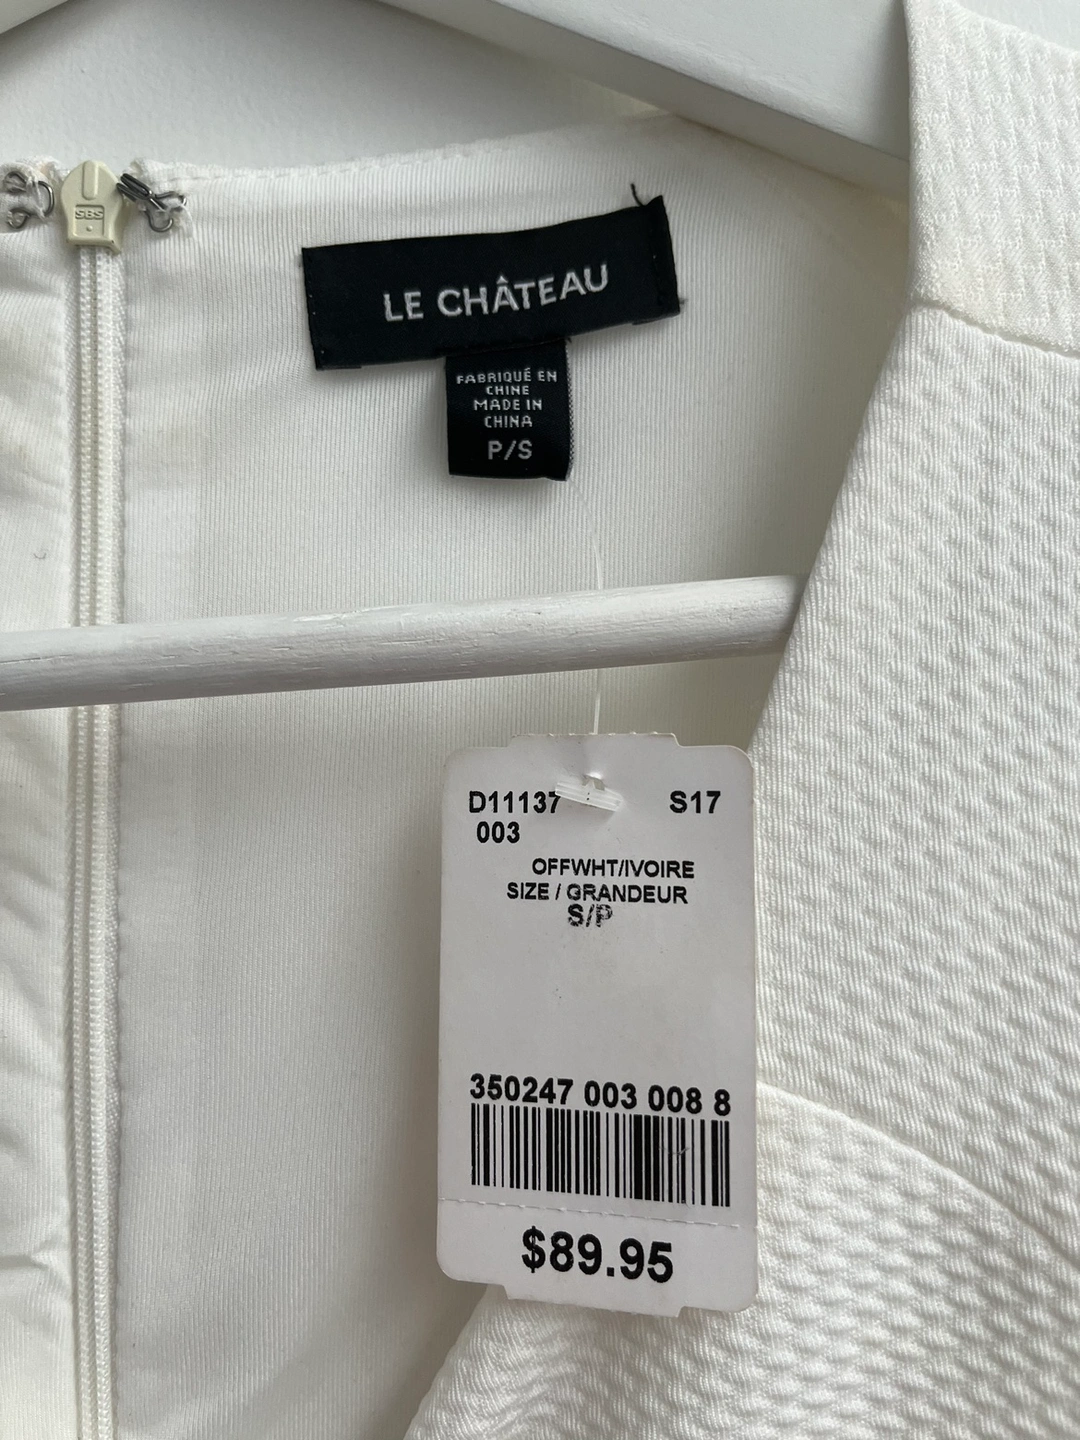 SBS
LE CHÂTEAU
FABRIQUÉ EN
CHINE
MADE IN
CHINA
P/S
D11137 S17
003
OFFWHT/IVOIRE
SIZE / GRANDEUR
S/P
350247 003 008 8
$89.95